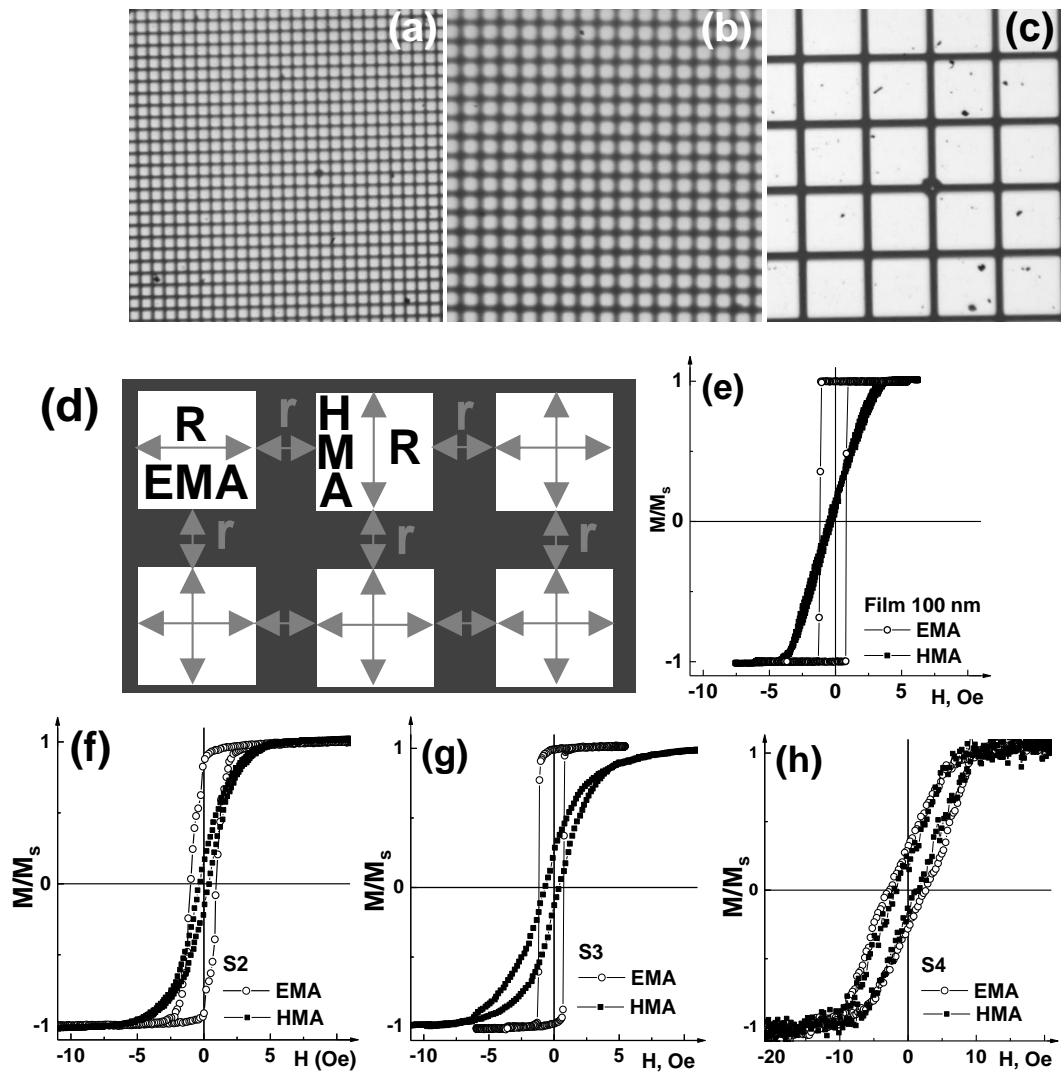 (a)
(b)
(c)
(d)
R
EMA
r
H
M
A
R
r
r
r
r
(e)
M/Ms
1
0
-1
-10
-5
0
5
H, Oe
Film 100 nm
EMA
HMA
(f)
M/Ms
1
0
-1
-10
-5
0
5
H (Oe)
S2
EMA
HMA
(g)
M/Ms
1
0
-1
-10
-5
0
5
H, Oe
S3
EMA
HMA
(h)
M/Ms
1
0
-1
-20
-10
0
10
H, Oe
S4
EMA
HMA